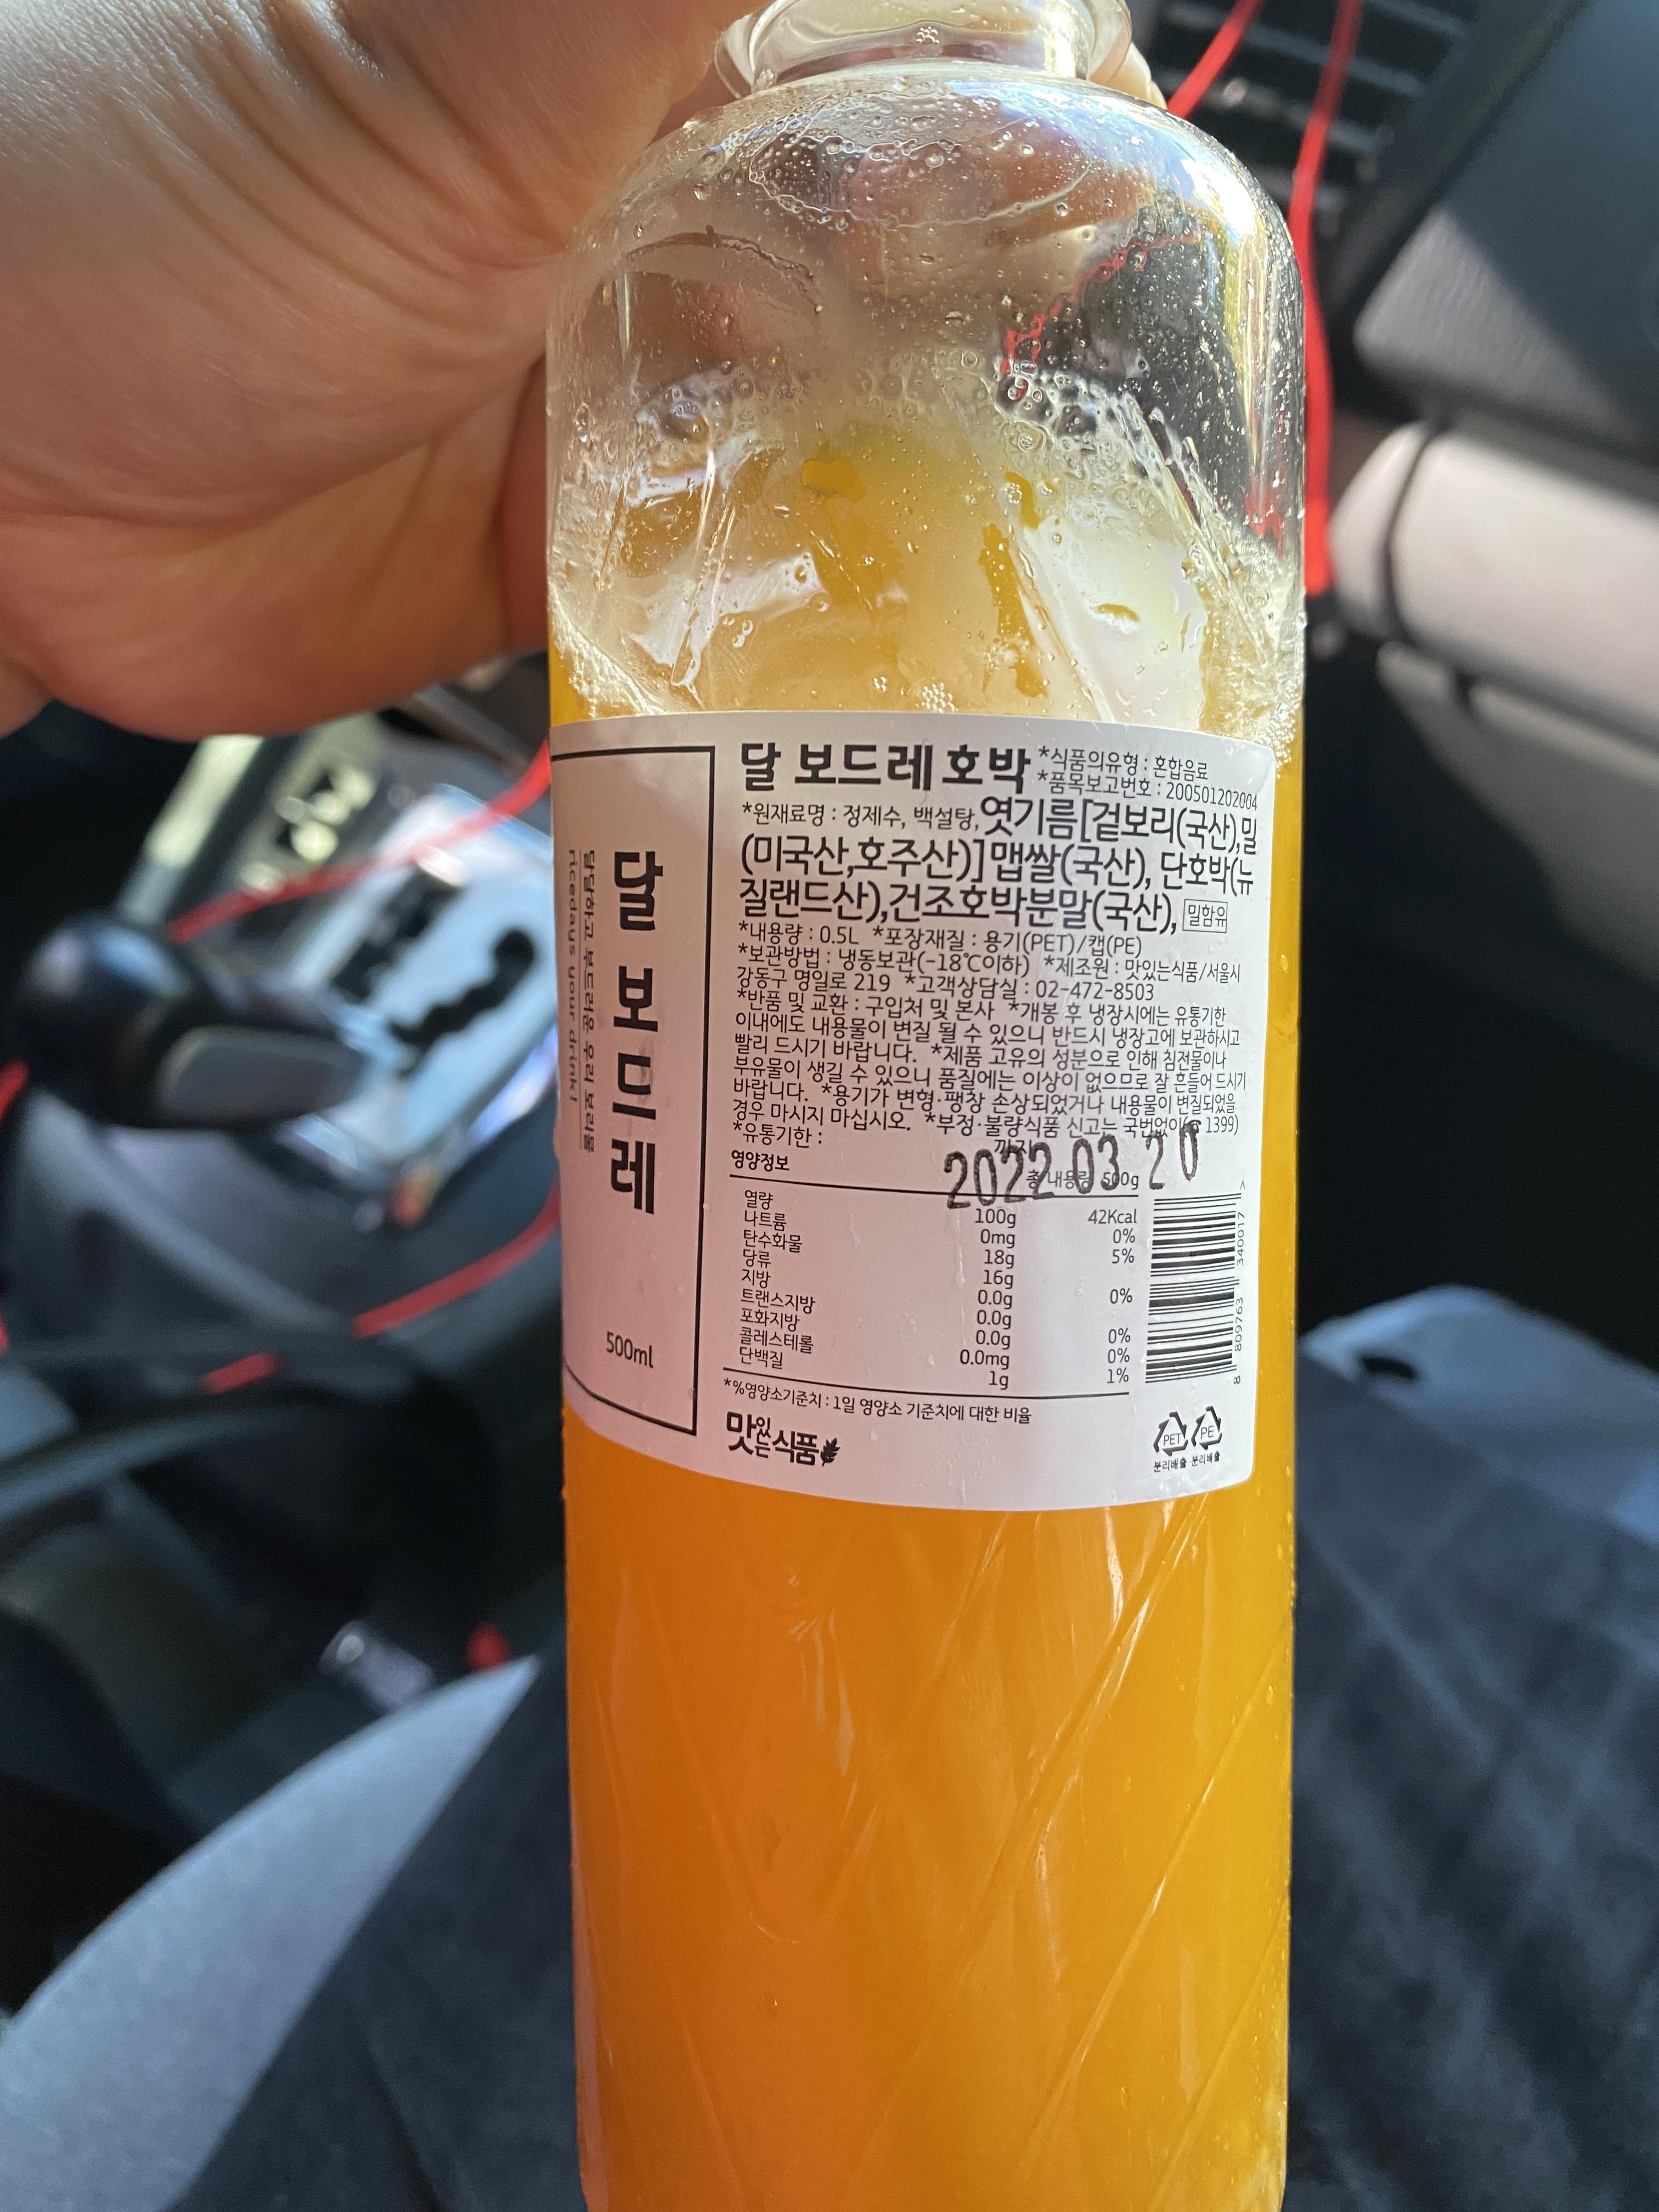 달 보드레
달달하고 부드러운 우리 보리물
ricedays your drink!
500ml
달 보드레 호박
*식품의유형 : 혼합음료
*품목보고번호 : 200501202004
*원재료명 : 정제수, 백설탕, 엿기름[겉보리(국산),밀
(미국산,호주산)] 맵쌀(국산), 단호박(뉴
질랜드산),건조호박분말(국산), 밀함유
*내용량 : 0.5L *포장재질 : 용기(PET)/캡(PE)
*보관방법 : 냉동보관(-18℃이하) *제조원 : 맛있는식품/서울시
강동구 명일로 219 *고객상담실 : 02-472-8503
*반품 및 교환 : 구입처 및 본사 *개봉 후 냉장시에는 유통기한
이내에도 내용물이 변질 될 수 있으니 반드시 냉장고에 보관하시고
빨리 드시기 바랍니다. *제품 고유의 성분으로 인해 침전물이나
부유물이 생길 수 있으니 품질에는 이상이 없으므로 잘 흔들어 드시기
바랍니다. *용기가 변형·팽창 손상되었거나 내용물이 변질되었을
경우 마시지 마십시오. *부정·불량식품 신고는 국번없이(☎ 1399)
*유통기한 : 까지
2022.03.20
영양정보 총 내용량 500g
열량 100g 42Kcal
나트륨 0mg 0%
탄수화물 18g 5%
당류 16g
지방 0.0g 0%
트랜스지방 0.0g
포화지방 0.0g 0%
콜레스테롤 0.0mg 0%
단백질 1g 1%
*%영양소기준치 : 1일 영양소 기준치에 대한 비율
맛있는식품
8 809763 340017 >
PET PE
분리배출 분리배출